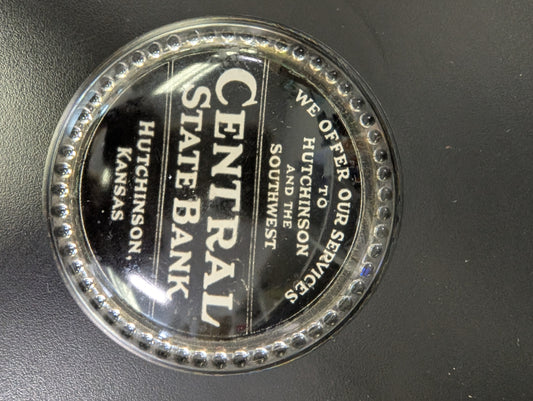 WE OFFER OUR SERVICES
TO
HUTCHINSON
AND THE
SOUTHWEST
CENTRAL
STATE BANK
HUTCHINSON,
KANSAS